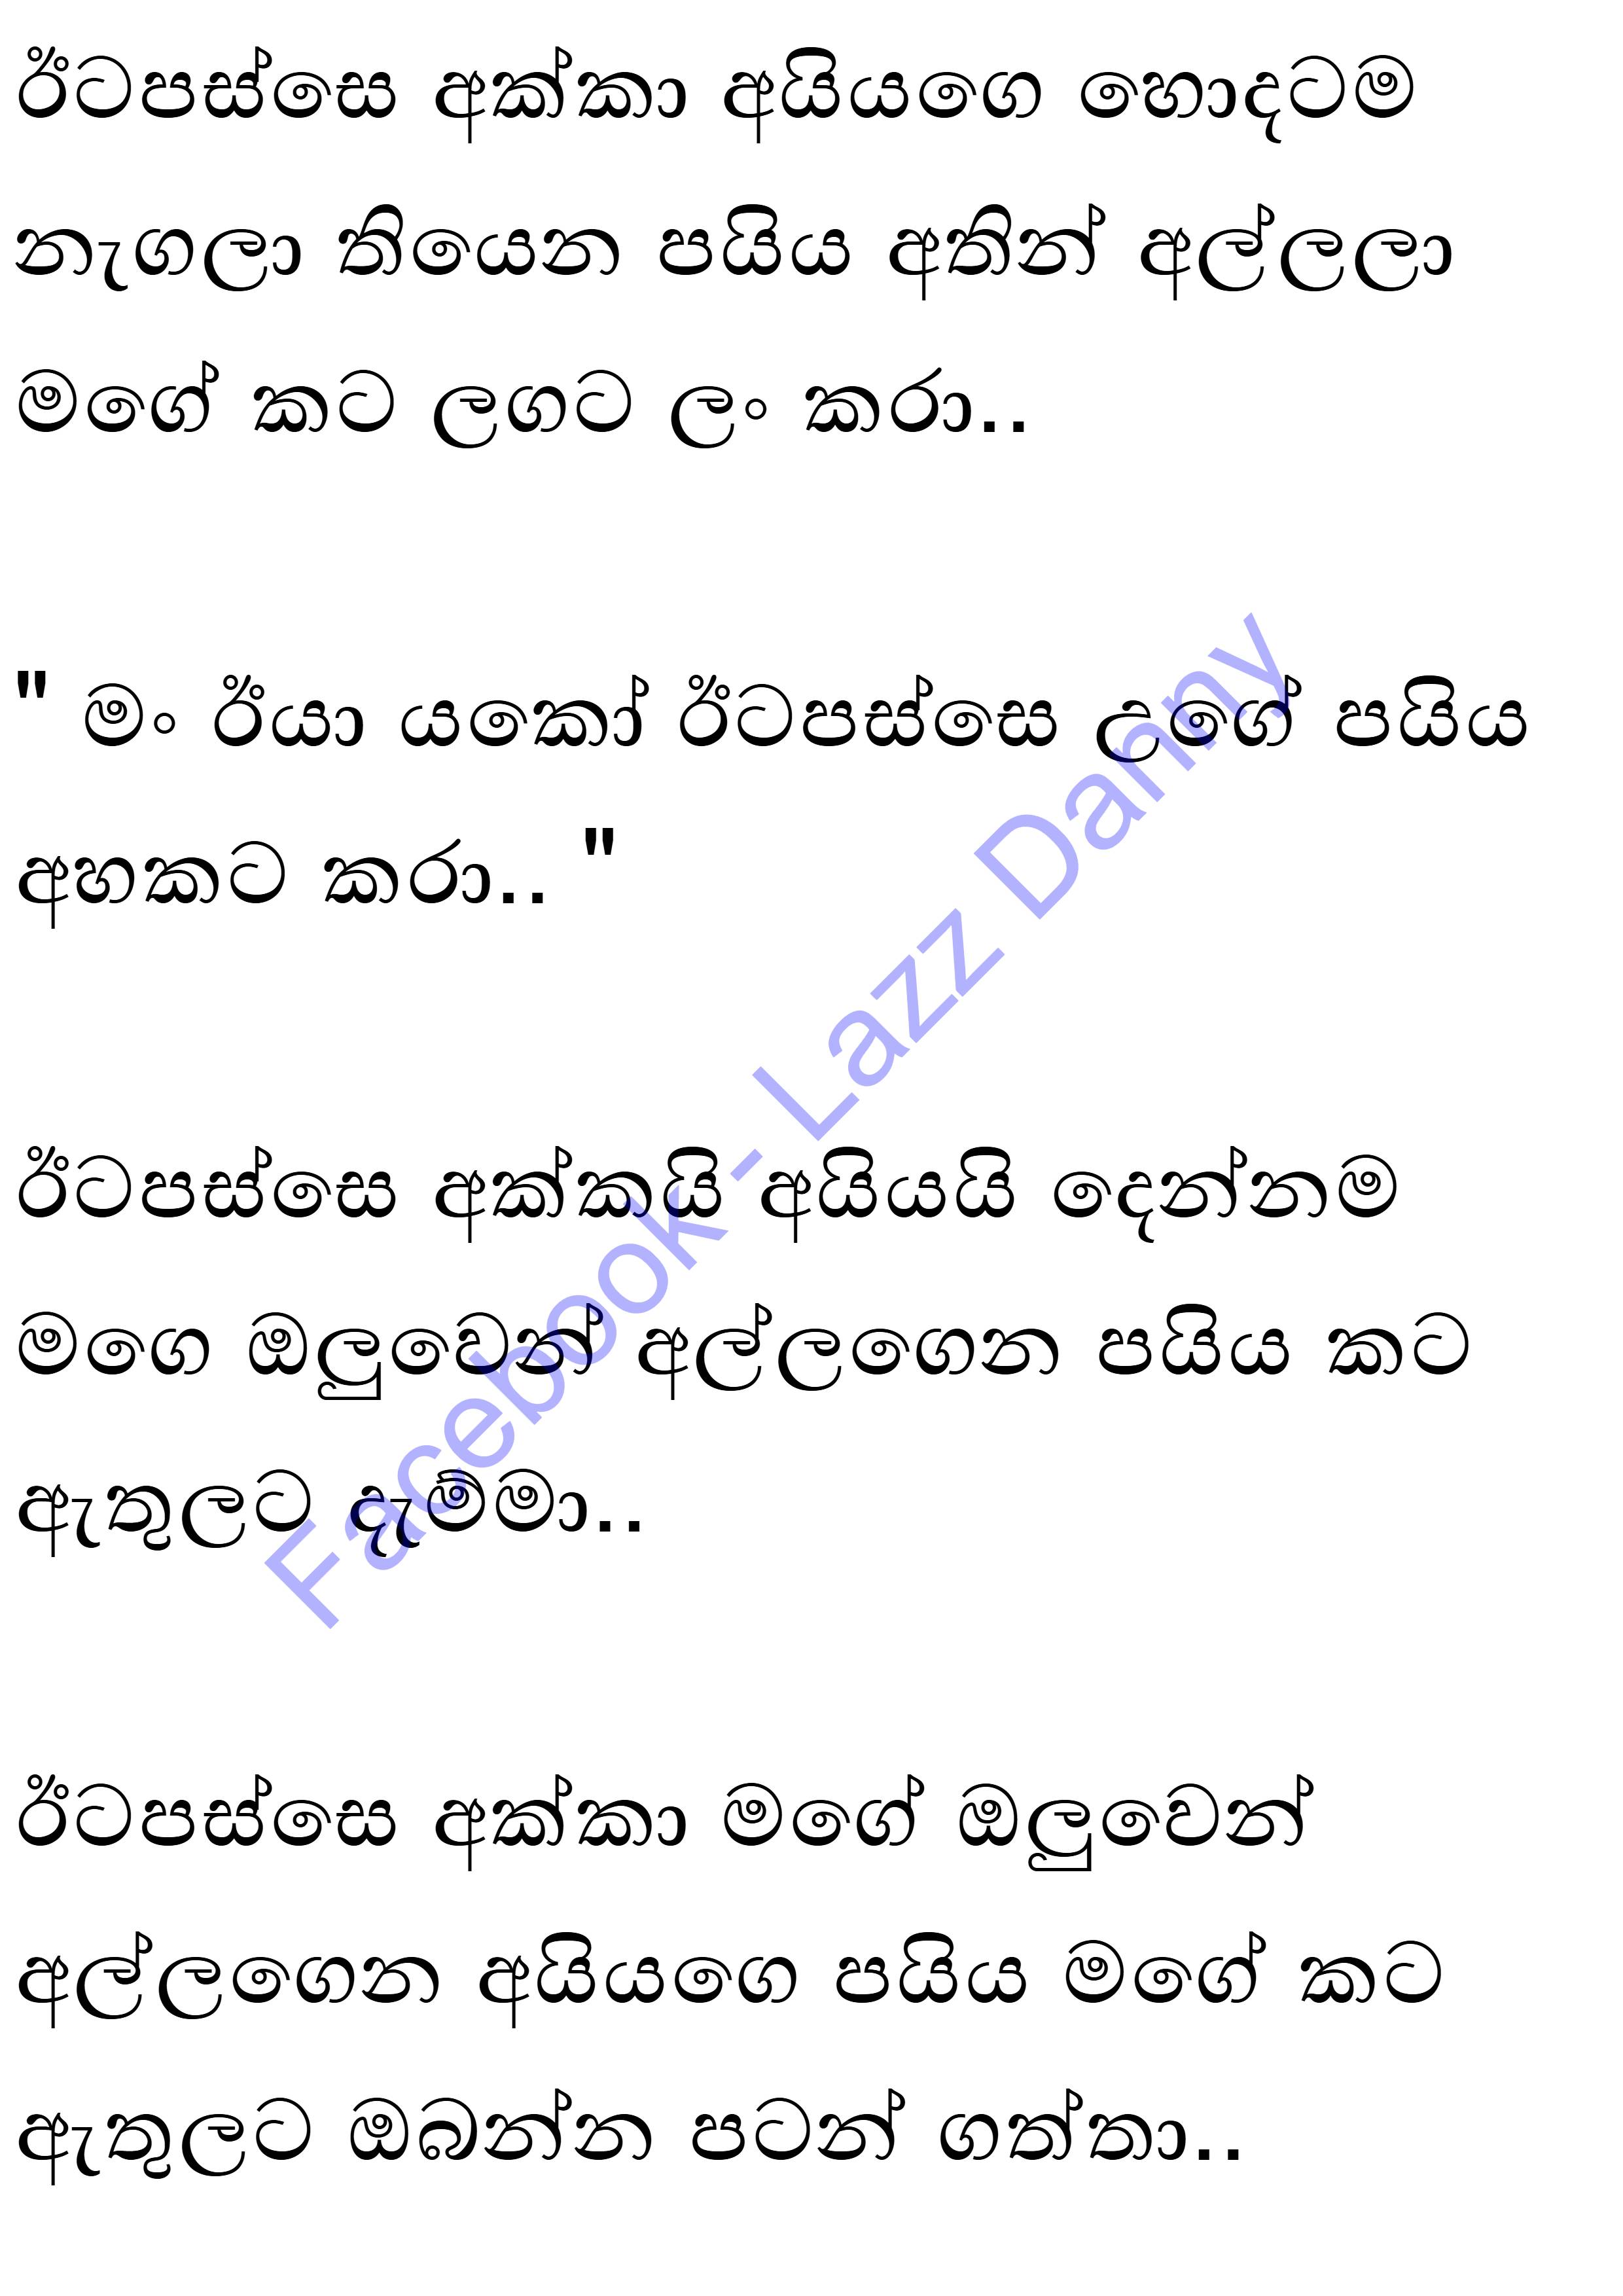 ඊටපස්සෙ අක්කා අයියගෙ හොදටම
නැගලා තියෙන පයිය අතින් අල්ලලා
මගේ කට ලගට ලං කරා..
" මං ඊයා යකෝ ඊටපස්සෙ උගේ පයිය
අහකට කරා.. "
ඊටපස්සෙ අක්කයි අයියයි දෙන්නම
මගෙ ඔලුවෙන් අල්ලගෙන පයිය කට
ඇතුලට දැම්මා..
ඊටපස්සෙ අක්කා මගේ ඔලුවෙන්
අල්ලගෙන අයියගෙ පයිය මගේ කට
ඇතුලට ඔබන්න පටන් ගත්තා..
Facebook - Lazz Danny